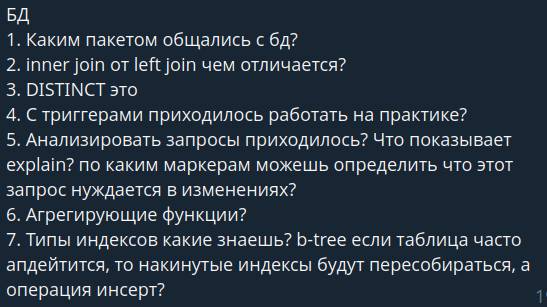 БД
1. Каким пакетом общались с бд?
2. inner join от left join чем отличается?
3. DISTINCT это
4. С триггерами приходилось работать на практике?
5. Анализировать запросы приходилось? Что показывает
explain? по каким маркерам можешь определить что этот
запрос нуждается в изменениях?
6. Агрегирующие функции?
7. Типы индексов какие знаешь? b-tree если таблица часто
апдейтится, то накинутые индексы будут пересобираться, а
операция инсерт?